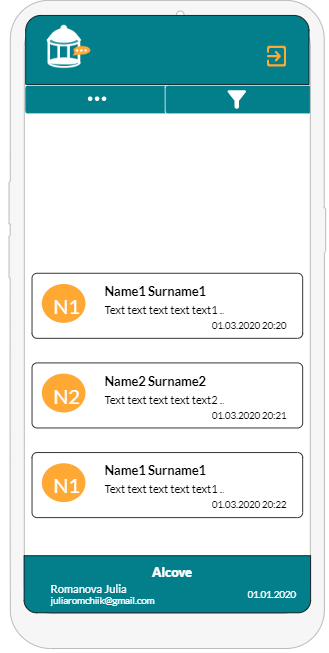 N1
Name1 Surname1
Text text text text text1 ..
01.03.2020 20:20
N2
Name2 Surname2
Text text text text text2 ..
01.03.2020 20:21
N1
Name1 Surname1
Text text text text text1 ..
01.03.2020 20:22
Alcove
Romanova Julia
juliaromchiik@gmail.com
01.01.2020